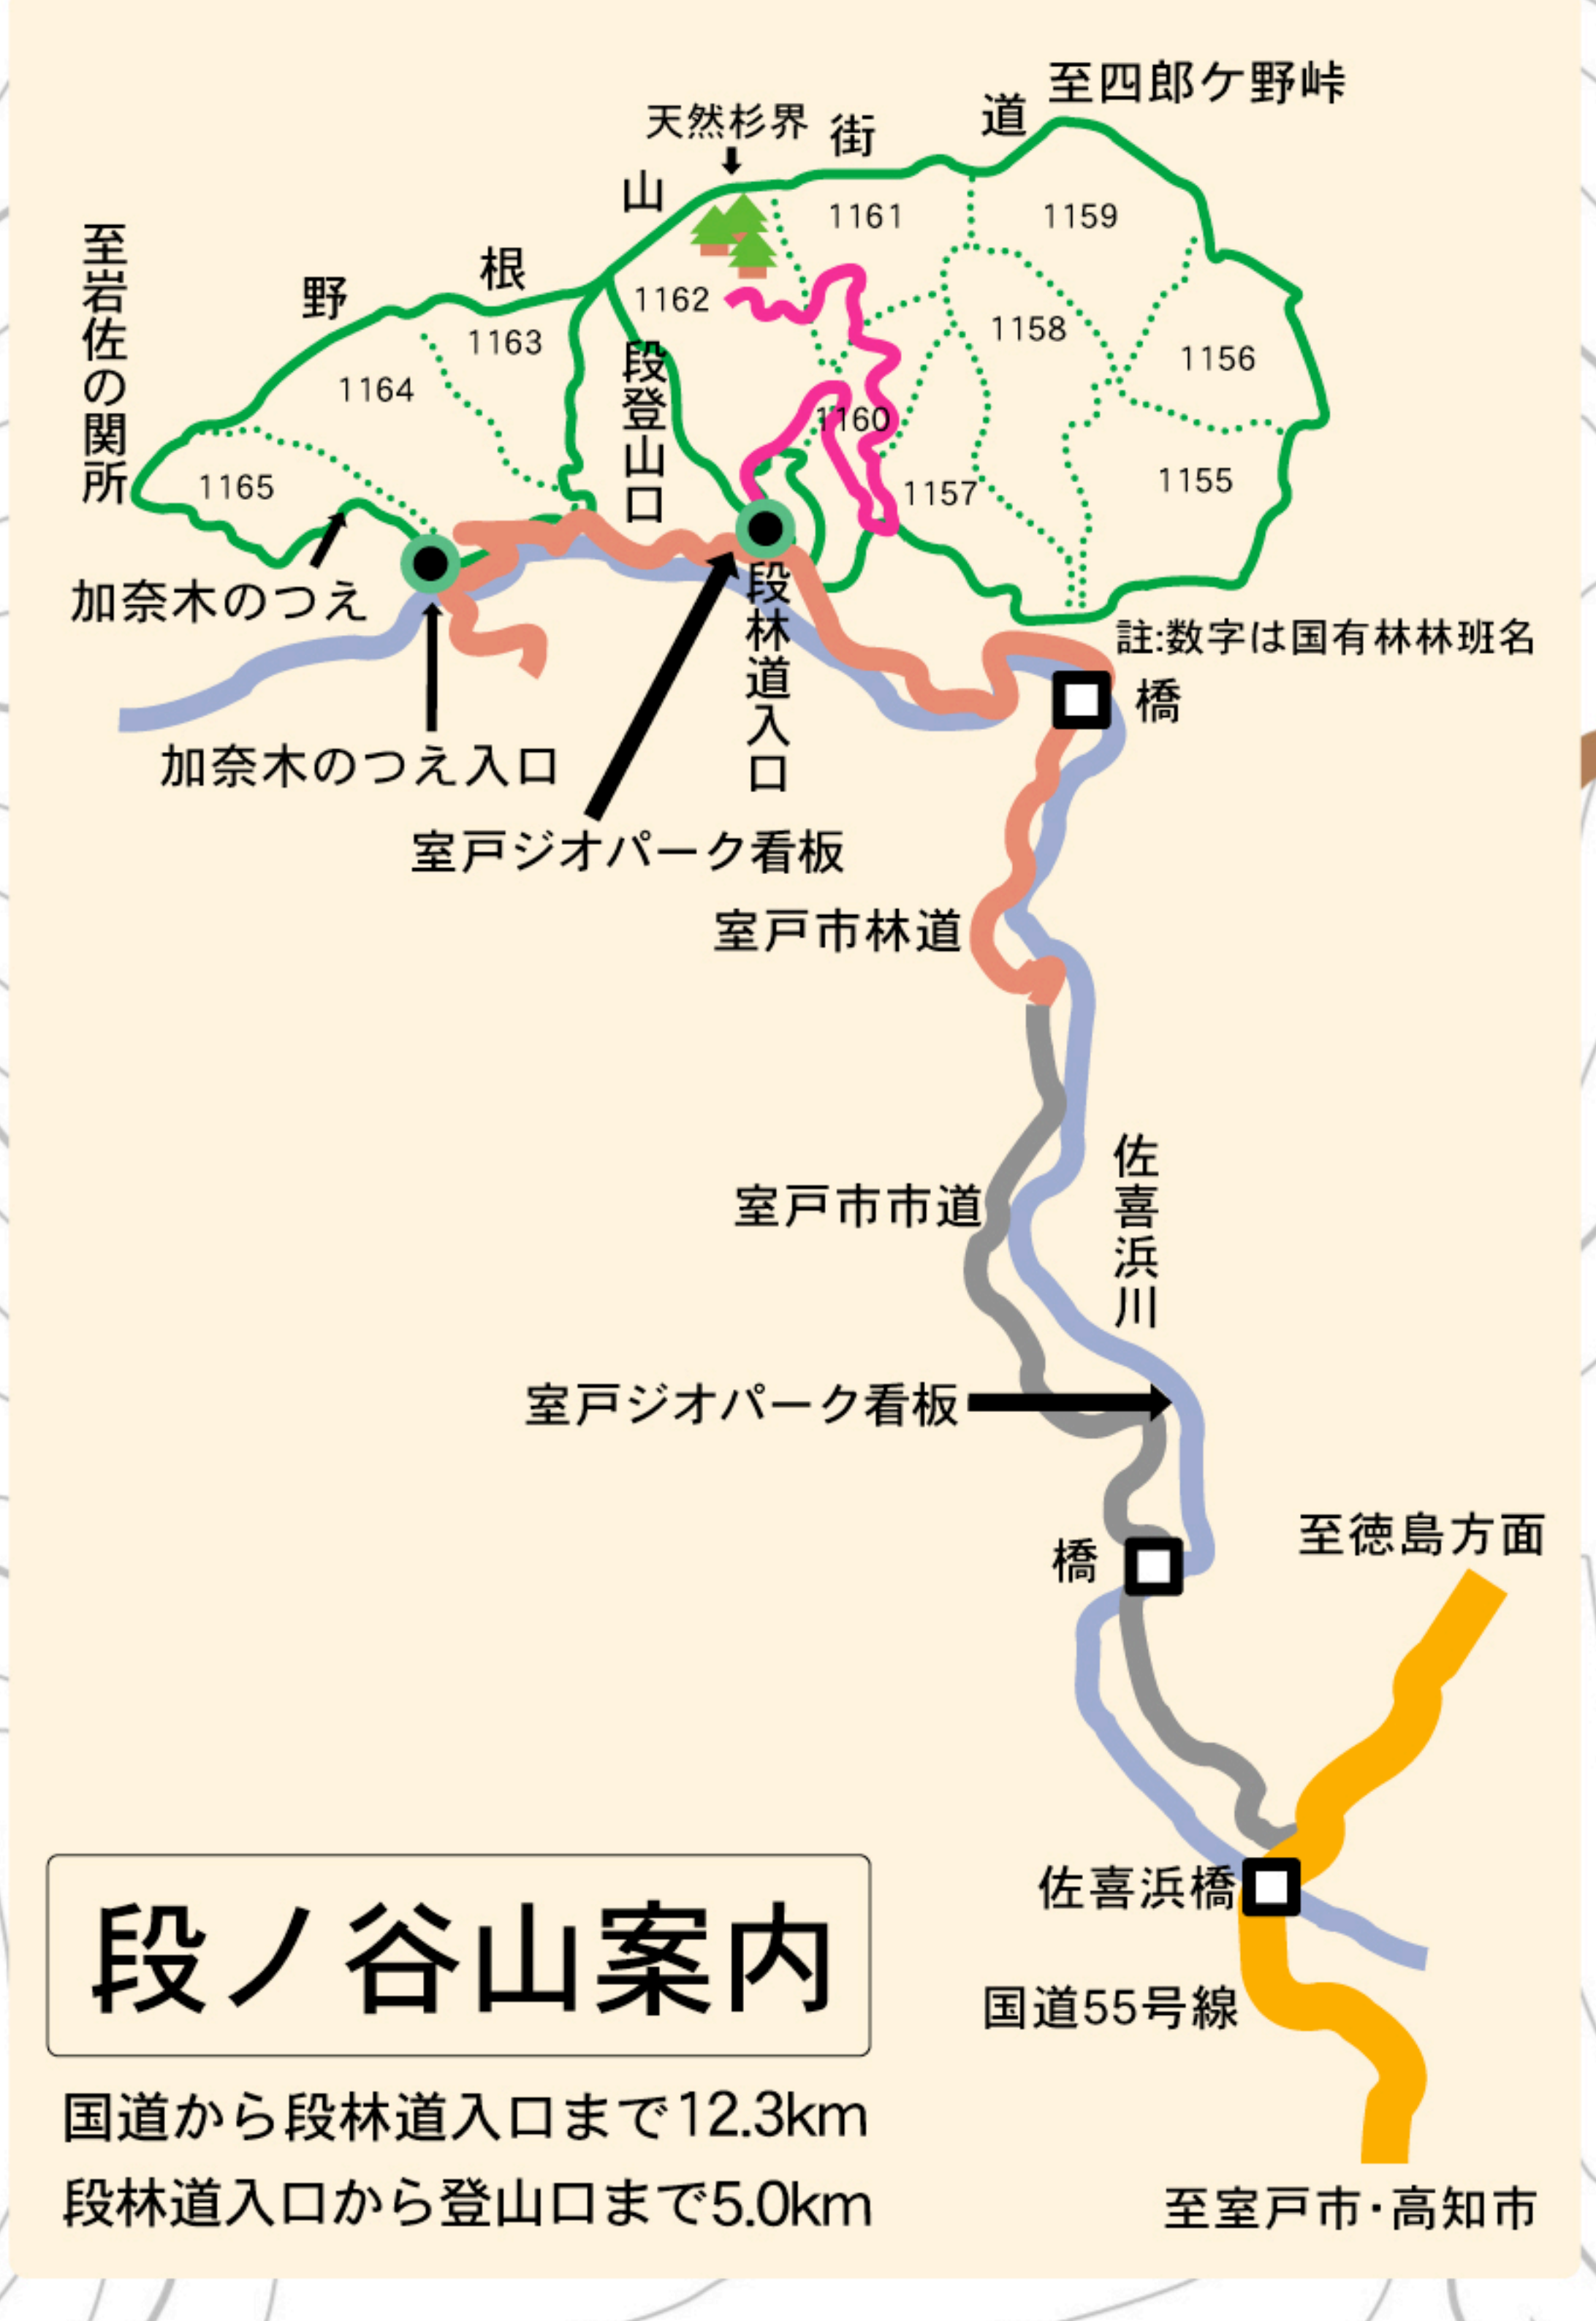 至四郎ケ野峠
天然杉界
野根山街道
至岩佐の関所
1161
1159
1162
1163
1158
1164
1156
段登山口
1160
1165
1157
1155
加奈木のつえ
註:数字は国有林林班名
橋
段林道入口
加奈木のつえ入口
室戸ジオパーク看板
室戸市林道
佐喜浜川
室戸市市道
室戸ジオパーク看板
至徳島方面
橋
佐喜浜橋
段ノ谷山案内
国道55号線
国道から段林道入口まで12.3km
段林道入口から登山口まで5.0km
至室戸市・高知市